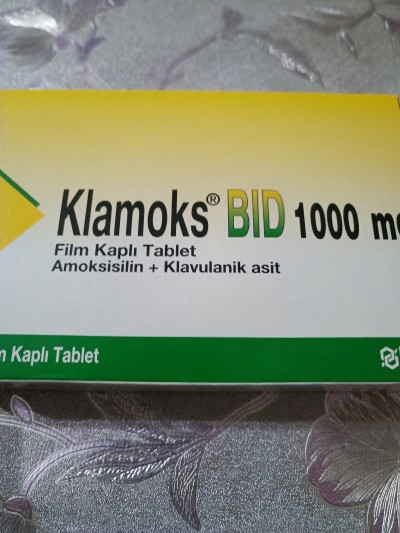 Klamoks® BID 1000
Film Kaplı Tablet
Amoksisilin + Klavulanik asit
Kaplı Tablet